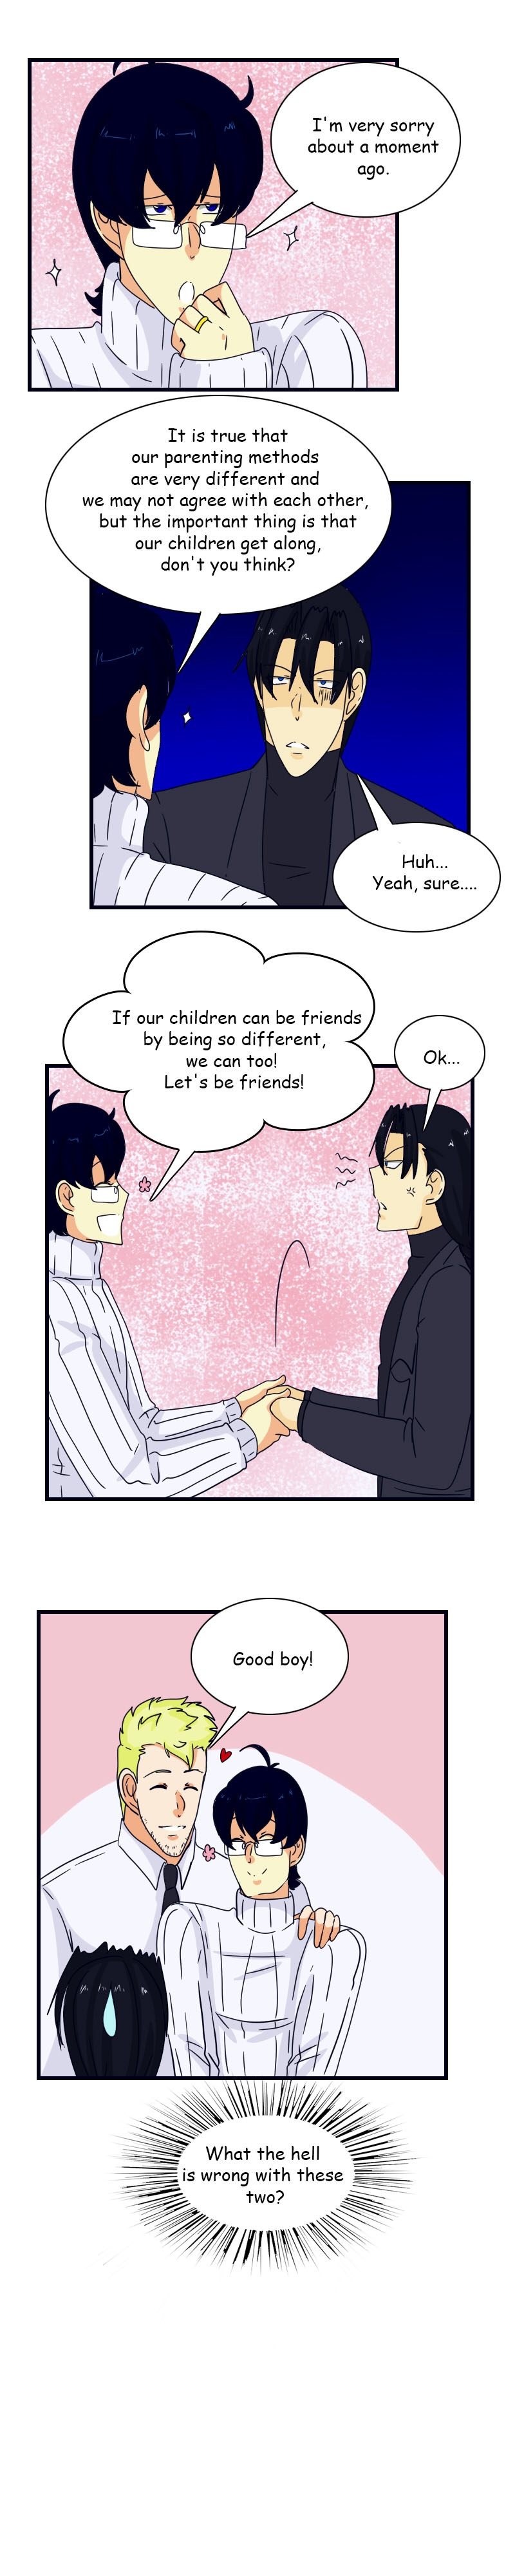 I'm very sorry
about a moment
ago.
It is true that
our parenting methods
are very different and
we may not agree with each other,
but the important thing is that
our children get along,
don't you think?
Huh...
Yeah, sure....
If our children can be friends
by being so different,
we can too!
Let's be friends!
Ok...
Good boy!
What the hell
is wrong with these
two?